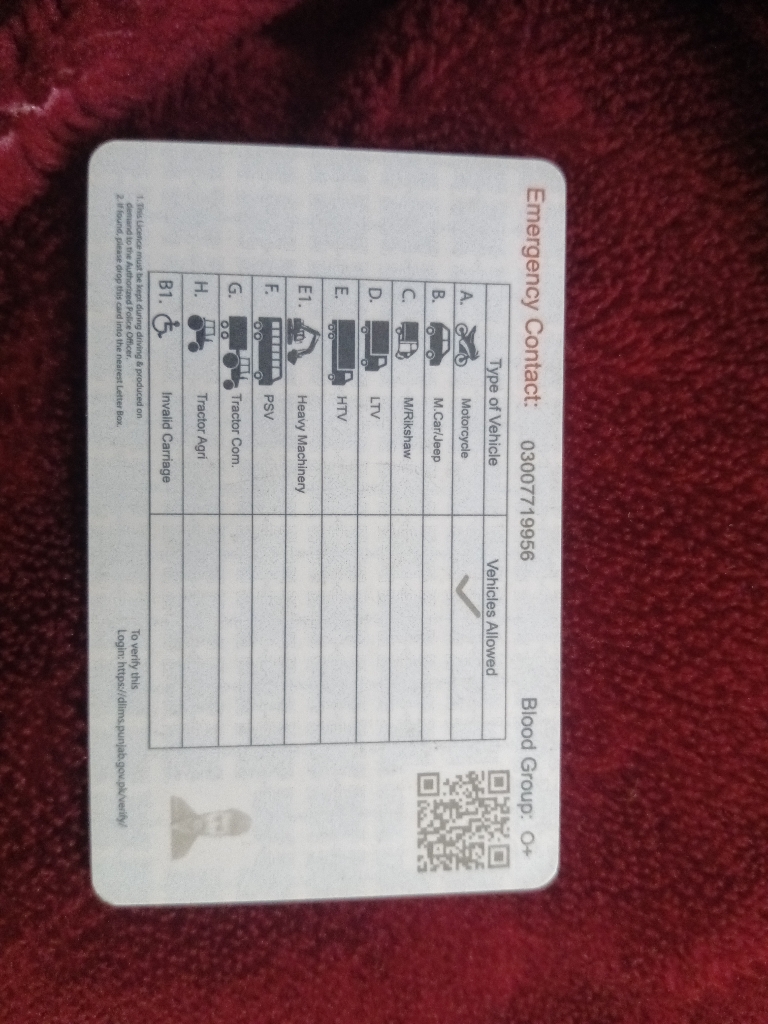 Emergency Contact: 03007719956 Blood Group: O+
Type of Vehicle Vehicles Allowed
A. Motorcycle ✓
B. M.Car/Jeep
C. M/Rikshaw
D. LTV
E. HTV
E1. Heavy Machinery
F. PSV
G. Tractor Com.
H. Tractor Agri
B1. Invalid Carriage
1. This Licence must be kept during driving & produced on
demand to the Authorized Police Officer.
2. If found, please drop this card into the nearest Letter Box.
To verify this
Login: https://dlims.punjab.gov.pk/verify/